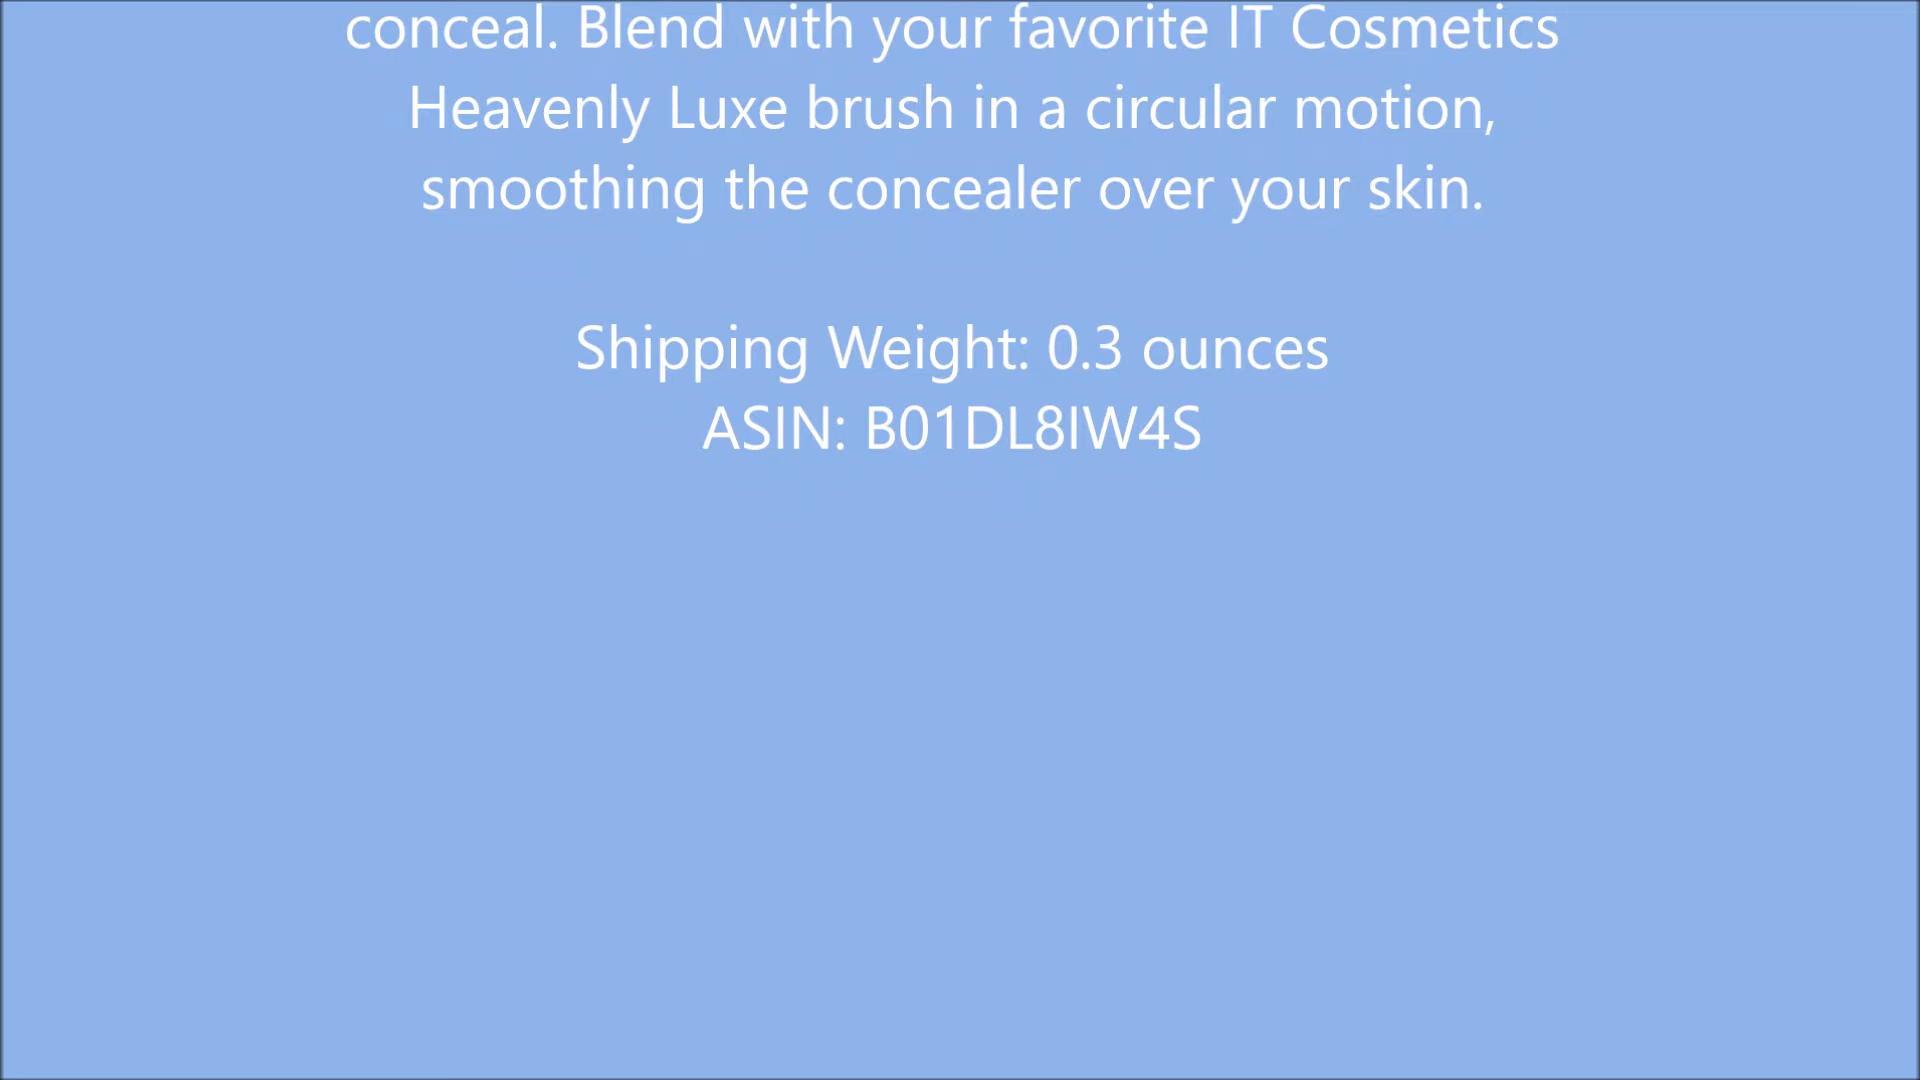 conceal. Blend with your favorite IT Cosmetics
Heavenly Luxe brush in a circular motion,
smoothing the concealer over your skin.
Shipping Weight: 0.3 ounces
ASIN: B01DL8IW4S